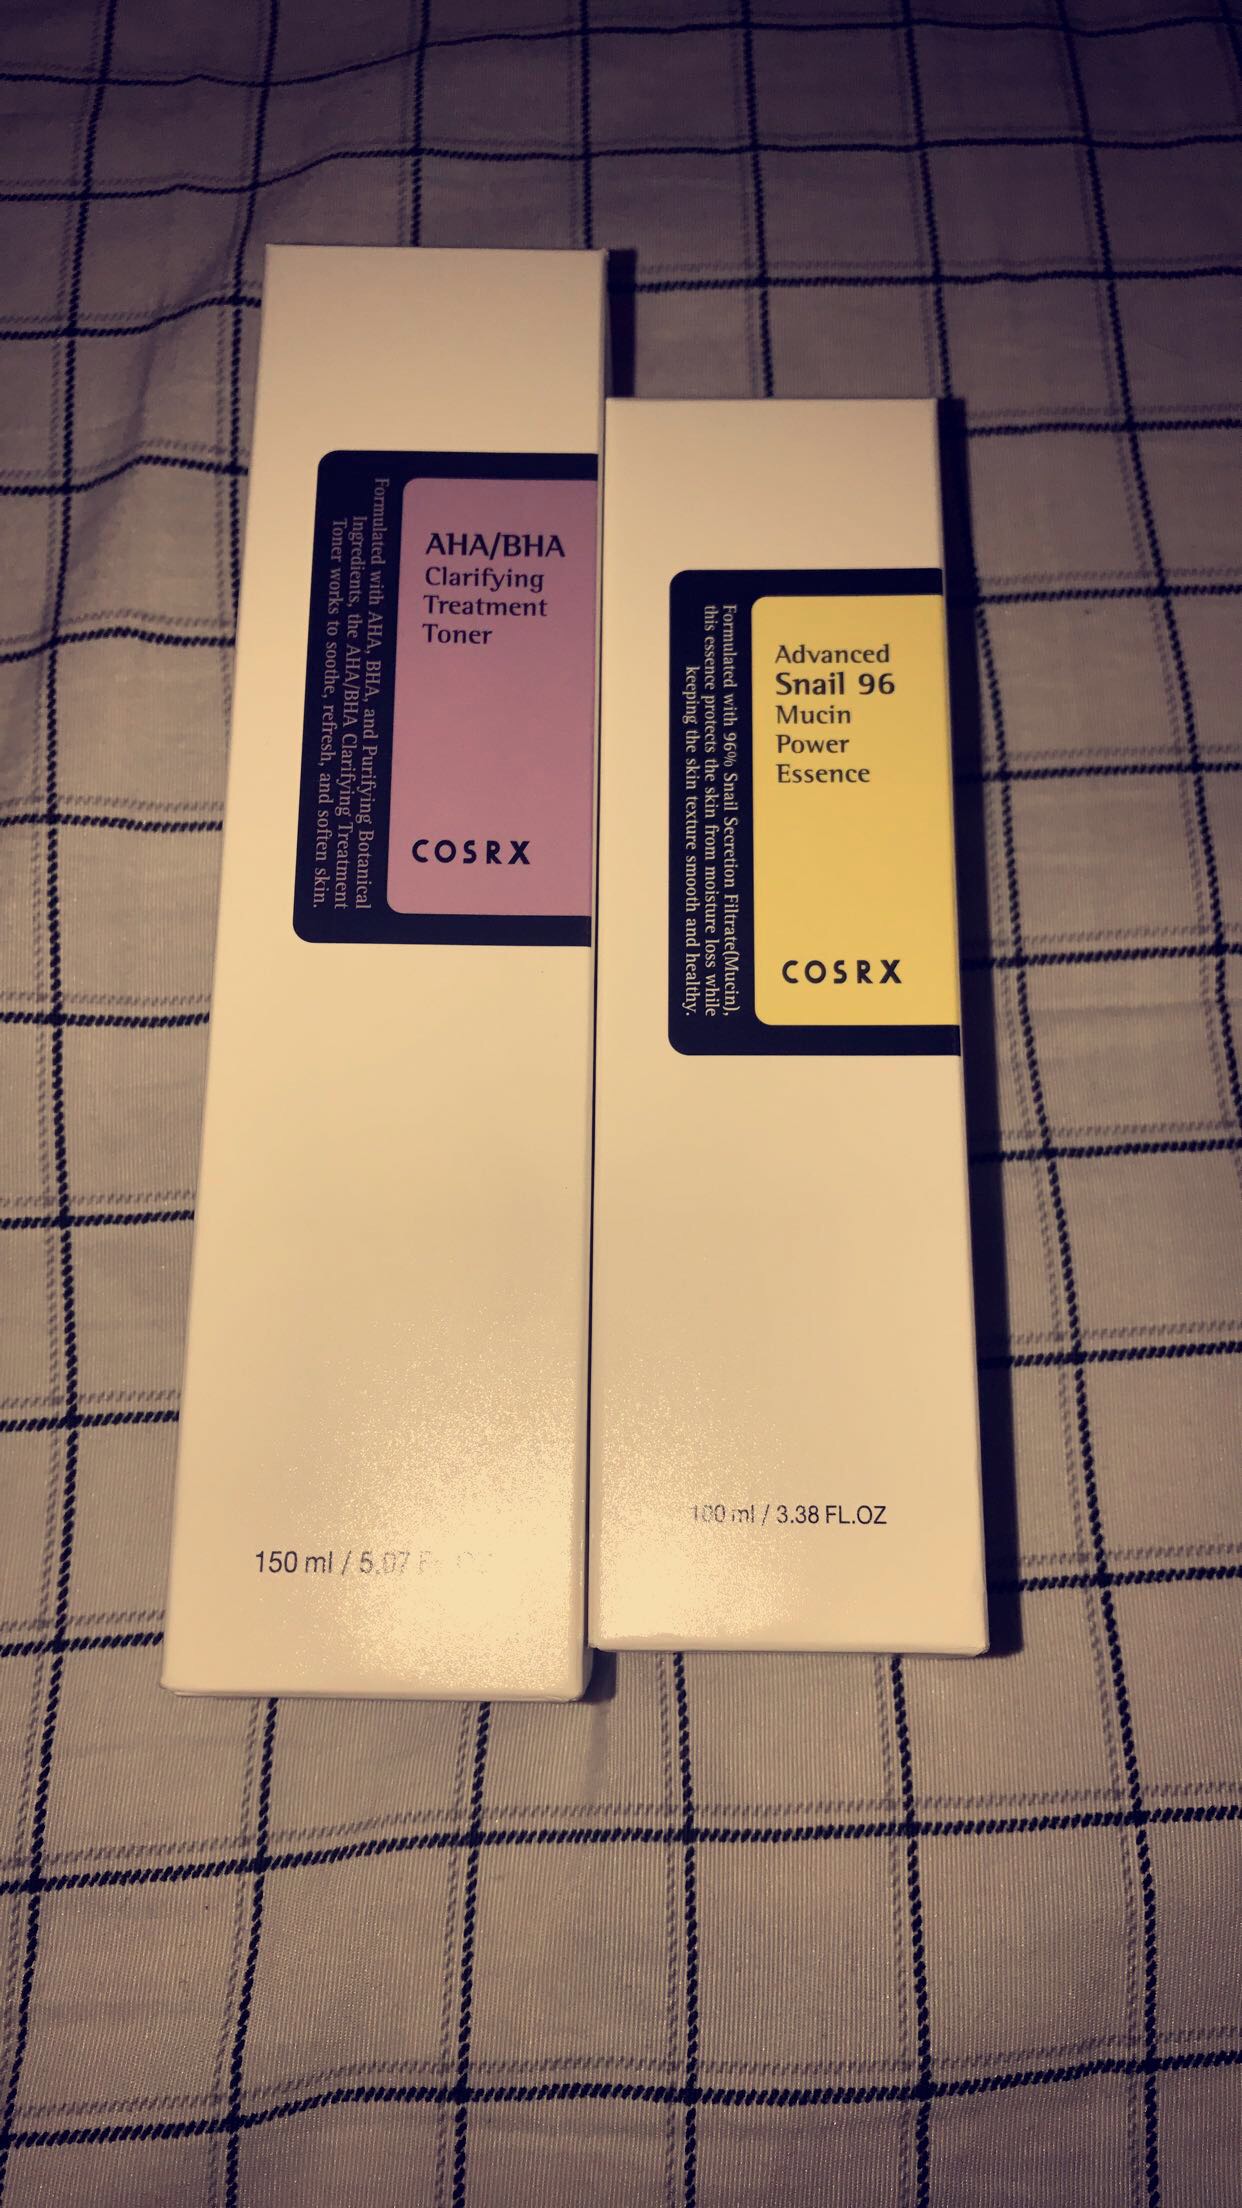 AHA/BHA
Clarifying
Treatment
Toner
COSRX
Formulated with AHA, BHA, and Purifying Botanical
Ingredients, the AHA/BHA Clarifying Treatment
Toner works to soothe, refresh, and soften skin.
150 ml / 5.07
Advanced
Snail 96
Mucin
Power
Essence
COSRX
Formulated with 96% Snail Secretion Filtrate(Mucin),
this essence protects the skin from moisture loss while
keeping the skin texture smooth and healthy.
100 ml / 3.38 FL.OZ